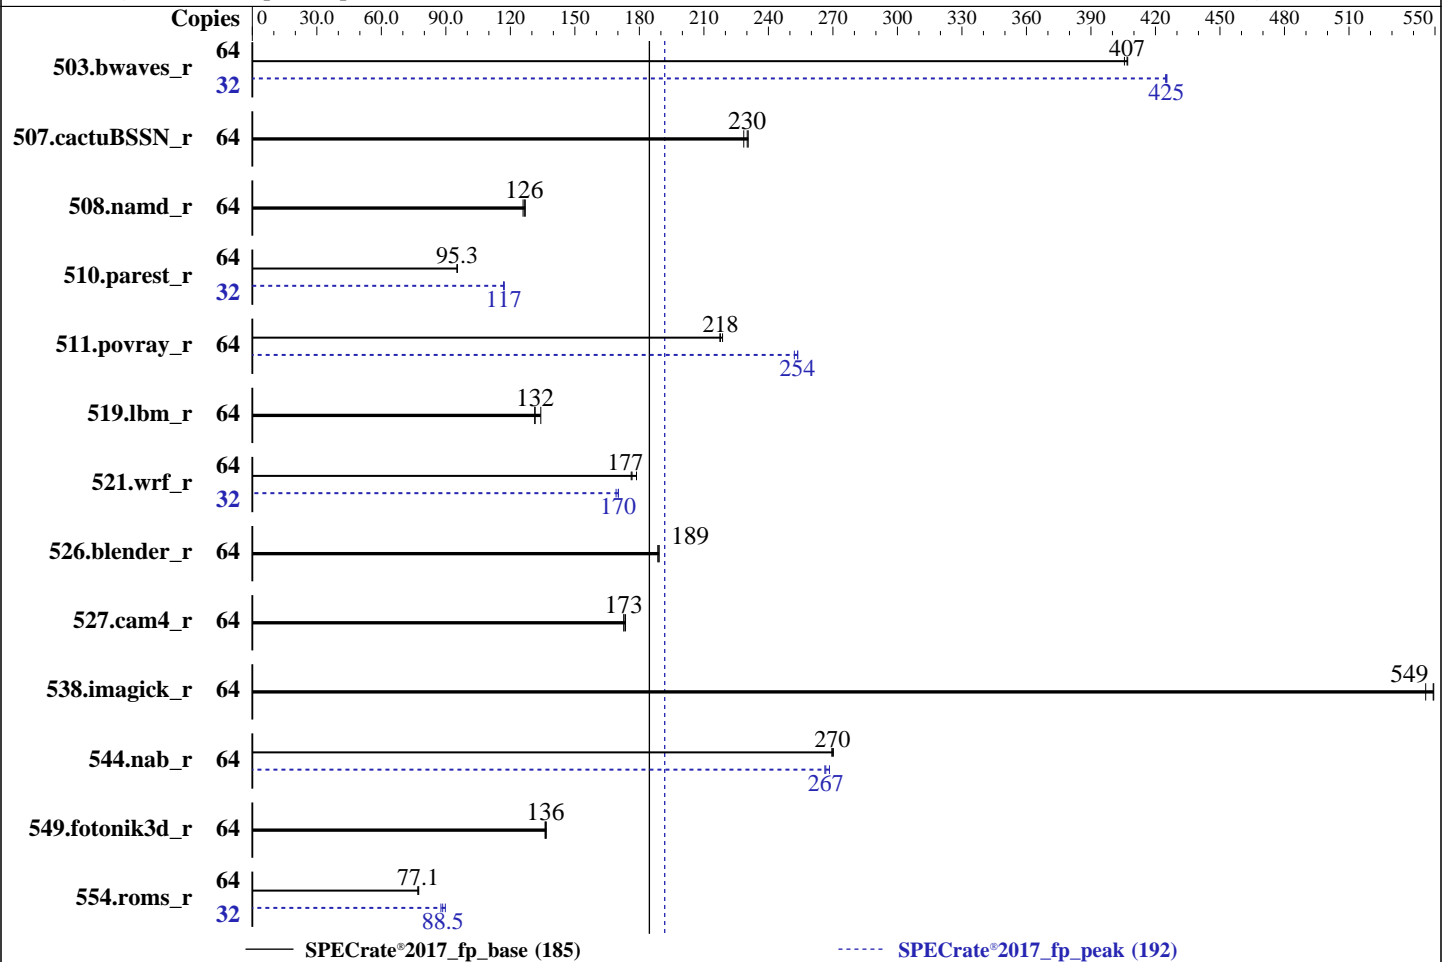 Copies 0 30.0 60.0 90.0 120 150 180 210 240 270 300 330 360 390 420 450 480 510 550
503.bwaves_r 64 407
32 425
507.cactuBSSN_r 64 230
508.namd_r 64 126
510.parest_r 64 95.3
32 117
511.povray_r 64 218
254
519.lbm_r 64 132
521.wrf_r 64 177
32 170
526.blender_r 64 189
527.cam4_r 64 173
538.imagick_r 64 549
544.nab_r 64 270
267
549.fotonik3d_r 64 136
554.roms_r 64 77.1
32 88.5
SPECrate®2017_fp_base (185) SPECrate®2017_fp_peak (192)